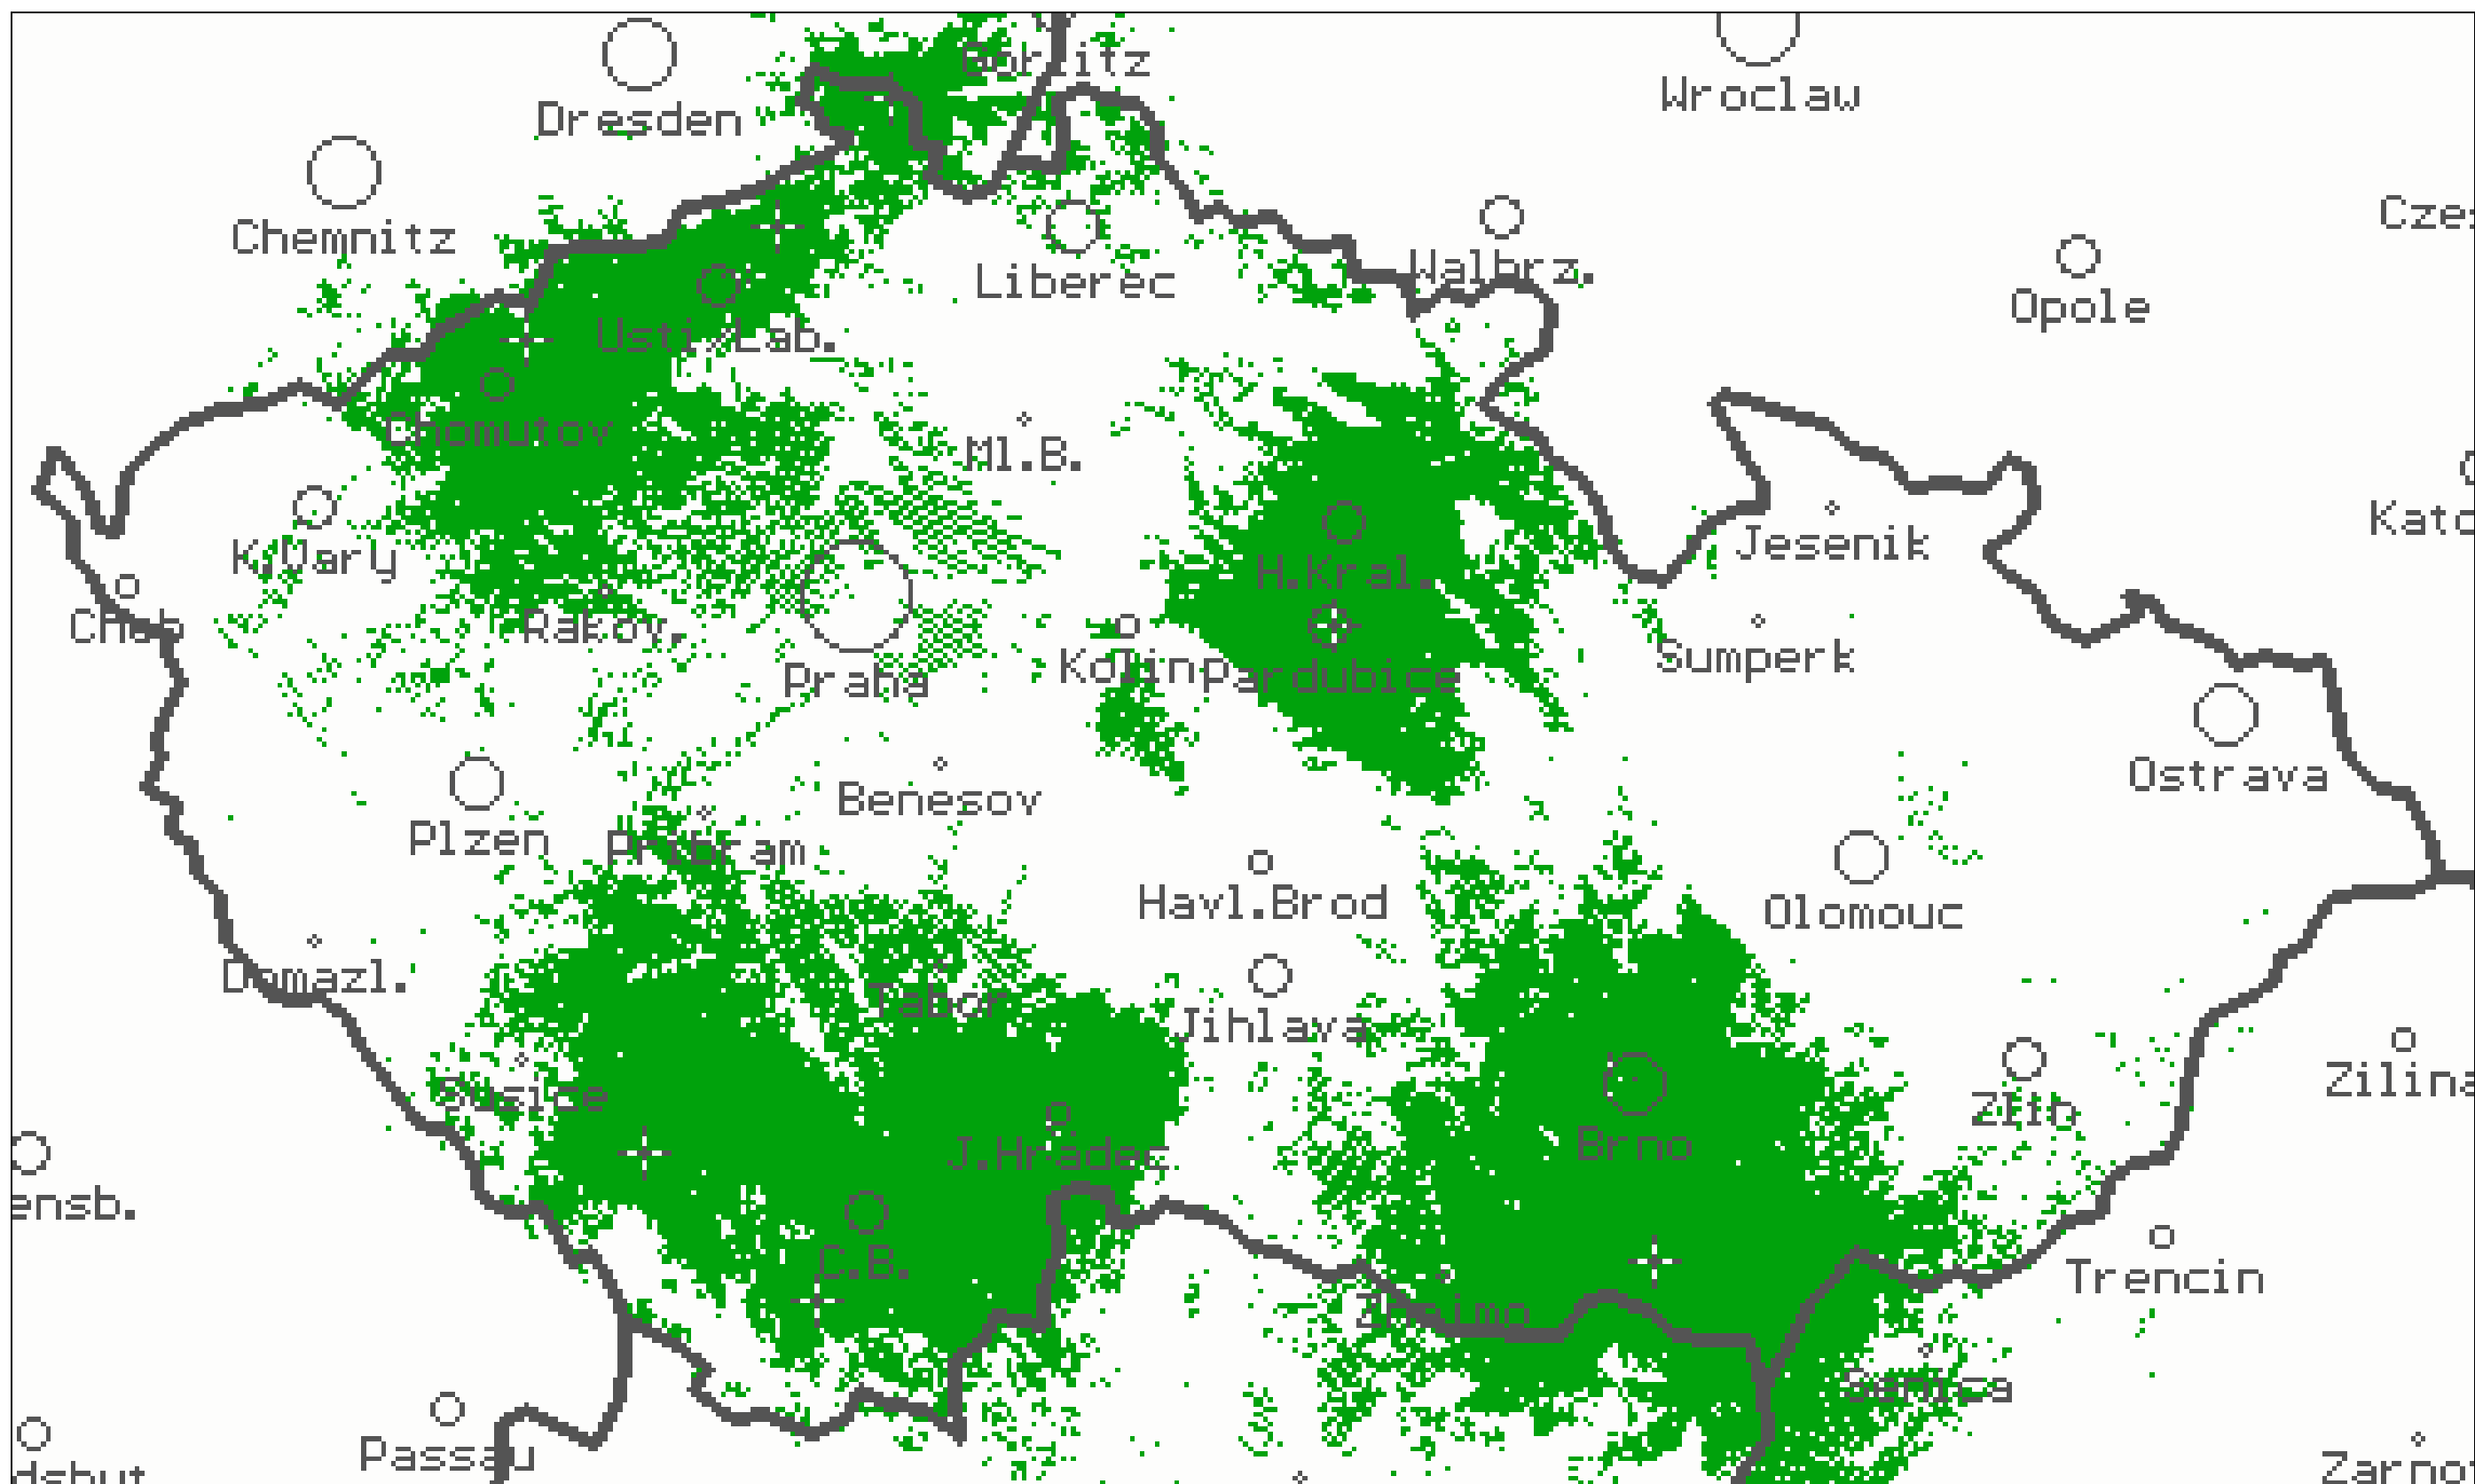 Gorlitz
Wroclaw
Dresden
Chemnitz
Liberec
Walbrz.
Opole
Usti/Lab.
Chomutov
Ml.B.
K.Vary
H.Kral.
Jesenik
Cheb
Rakov.
Praha
Kolin
Pardubice
Sumperk
Ostrava
Benesov
Plzen
Pribram
Havl.Brod
Olomouc
Domazl.
Tabor
Jihlava
Susice
Zlin
Zilina
J.Hradec
Brno
ensb.
C.B.
Trencin
Znojmo
Senica
Passau